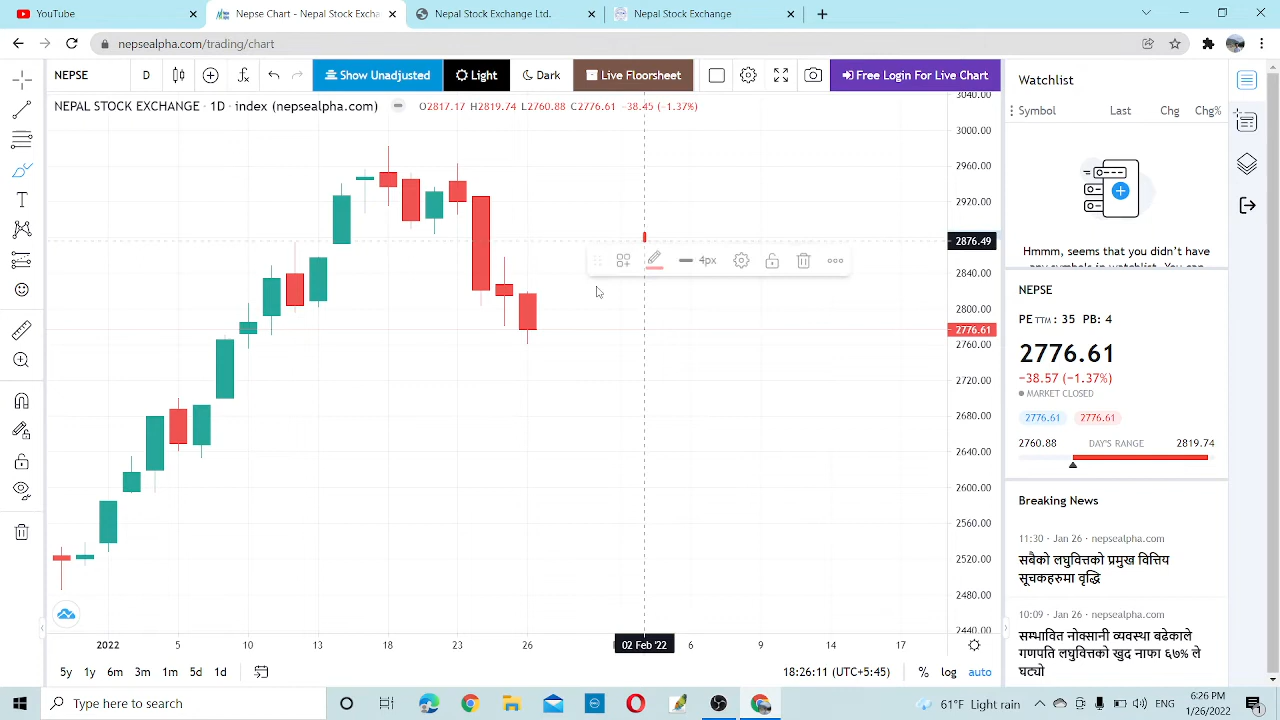 YouTube
NEPSE Chart - NEPSE Stock Excha
Nepal Stock Exchange Ltd.
Nepal Stock Exchange
nepsealpha.com/trading/chart
NEPSE
D
Show Unadjusted
Light
Dark
Live Floorsheet
Free Login For Live Chart
NEPAL STOCK EXCHANGE · 1D · index (nepsealpha.com)
O2817.17 H2819.74 L2760.88 C2776.61 −38.45 (−1.37%)
3040.00
3000.00
2960.00
2920.00
2876.49
2840.00
2800.00
2776.61
2760.00
2720.00
2680.00
2640.00
2600.00
2560.00
2520.00
2480.00
2440.00
4px
2022
5
10
13
18
23
26
02 Feb '22
6
9
14
17
5y
1y
6m
3m
1m
5d
1d
18:26:11 (UTC+5:45)
%
log
auto
Watchlist
Symbol
Last
Chg
Chg%
Hmmm, seems that you didn't have
NEPSE
PE TTM : 35 PB: 4
2776.61
−38.57 (−1.37%)
MARKET CLOSED
2776.61
2776.61
2760.88
DAY'S RANGE
2819.74
Breaking News
11:30 · Jan 26 · nepsealpha.com
सबैको लघुवित्तको प्रमुख वित्तिय
सूचकहरुमा वृद्धि
10:09 · Jan 26 · nepsealpha.com
सम्भावित नोक्सानी व्यवस्था बढेकाले
गणपति लघुवित्तको खुद नाफा ६७% ले
घट्यो
Type here to search
61°F Light rain
ENG
6:26 PM
1/26/2022